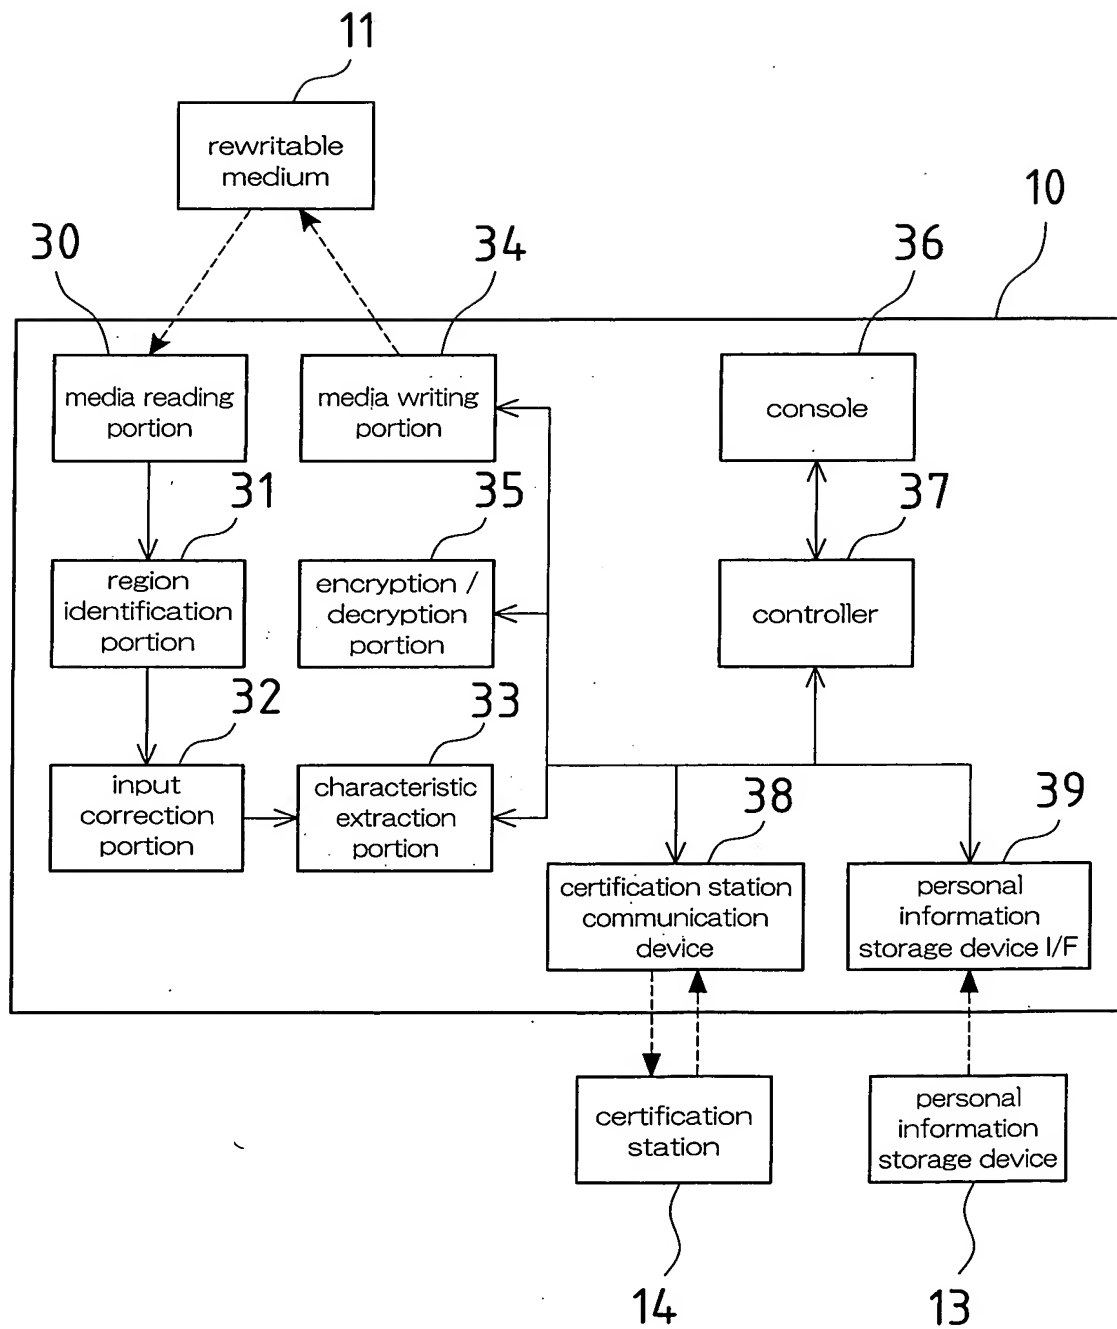 11
rewritable
medium
10
30
34
36
media reading
portion
media writing
portion
console
31
35
37
region
identification
portion
encryption /
decryption
portion
controller
32
33
input
correction
portion
characteristic
extraction
portion
38
39
certification station
communication
device
personal
information
storage device I/F
certification
station
personal
information
storage device
14
13